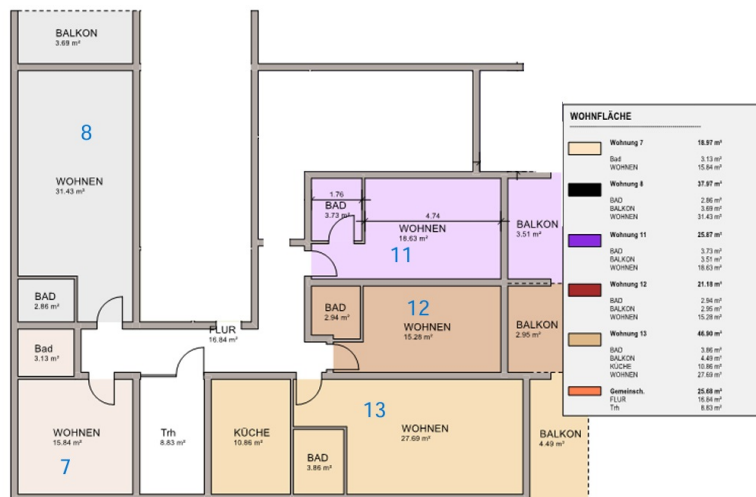 BALKON
3.69 m²
8
WOHNEN
31.43 m²
BAD
2.86 m²
Bad
3.13 m²
WOHNEN
15.84 m²
7
Trh
8.83 m²
FLUR
16.84 m²
KÜCHE
10.86 m²
BAD
3.86 m²
13
WOHNEN
27.69 m²
BALKON
4.49 m²
1.76
BAD
3.73 m²
4.74
WOHNEN
18.63 m²
11
BALKON
3.51 m²
BAD
2.94 m²
12
WOHNEN
15.28 m²
BALKON
2.95 m²
WOHNFLÄCHE
Wohnung 7 18.97 m²
Bad 3.13 m²
WOHNEN 15.84 m²
Wohnung 8 37.97 m²
BAD 2.86 m²
BALKON 3.69 m²
WOHNEN 31.43 m²
Wohnung 11 25.87 m²
BAD 3.73 m²
BALKON 3.51 m²
WOHNEN 18.63 m²
Wohnung 12 21.18 m²
BAD 2.94 m²
BALKON 2.95 m²
WOHNEN 15.28 m²
Wohnung 13 46.90 m²
BAD 3.86 m²
BALKON 4.49 m²
KÜCHE 10.86 m²
WOHNEN 27.69 m²
Gemeinsch. 25.68 m²
FLUR 16.84 m²
Trh 8.83 m²